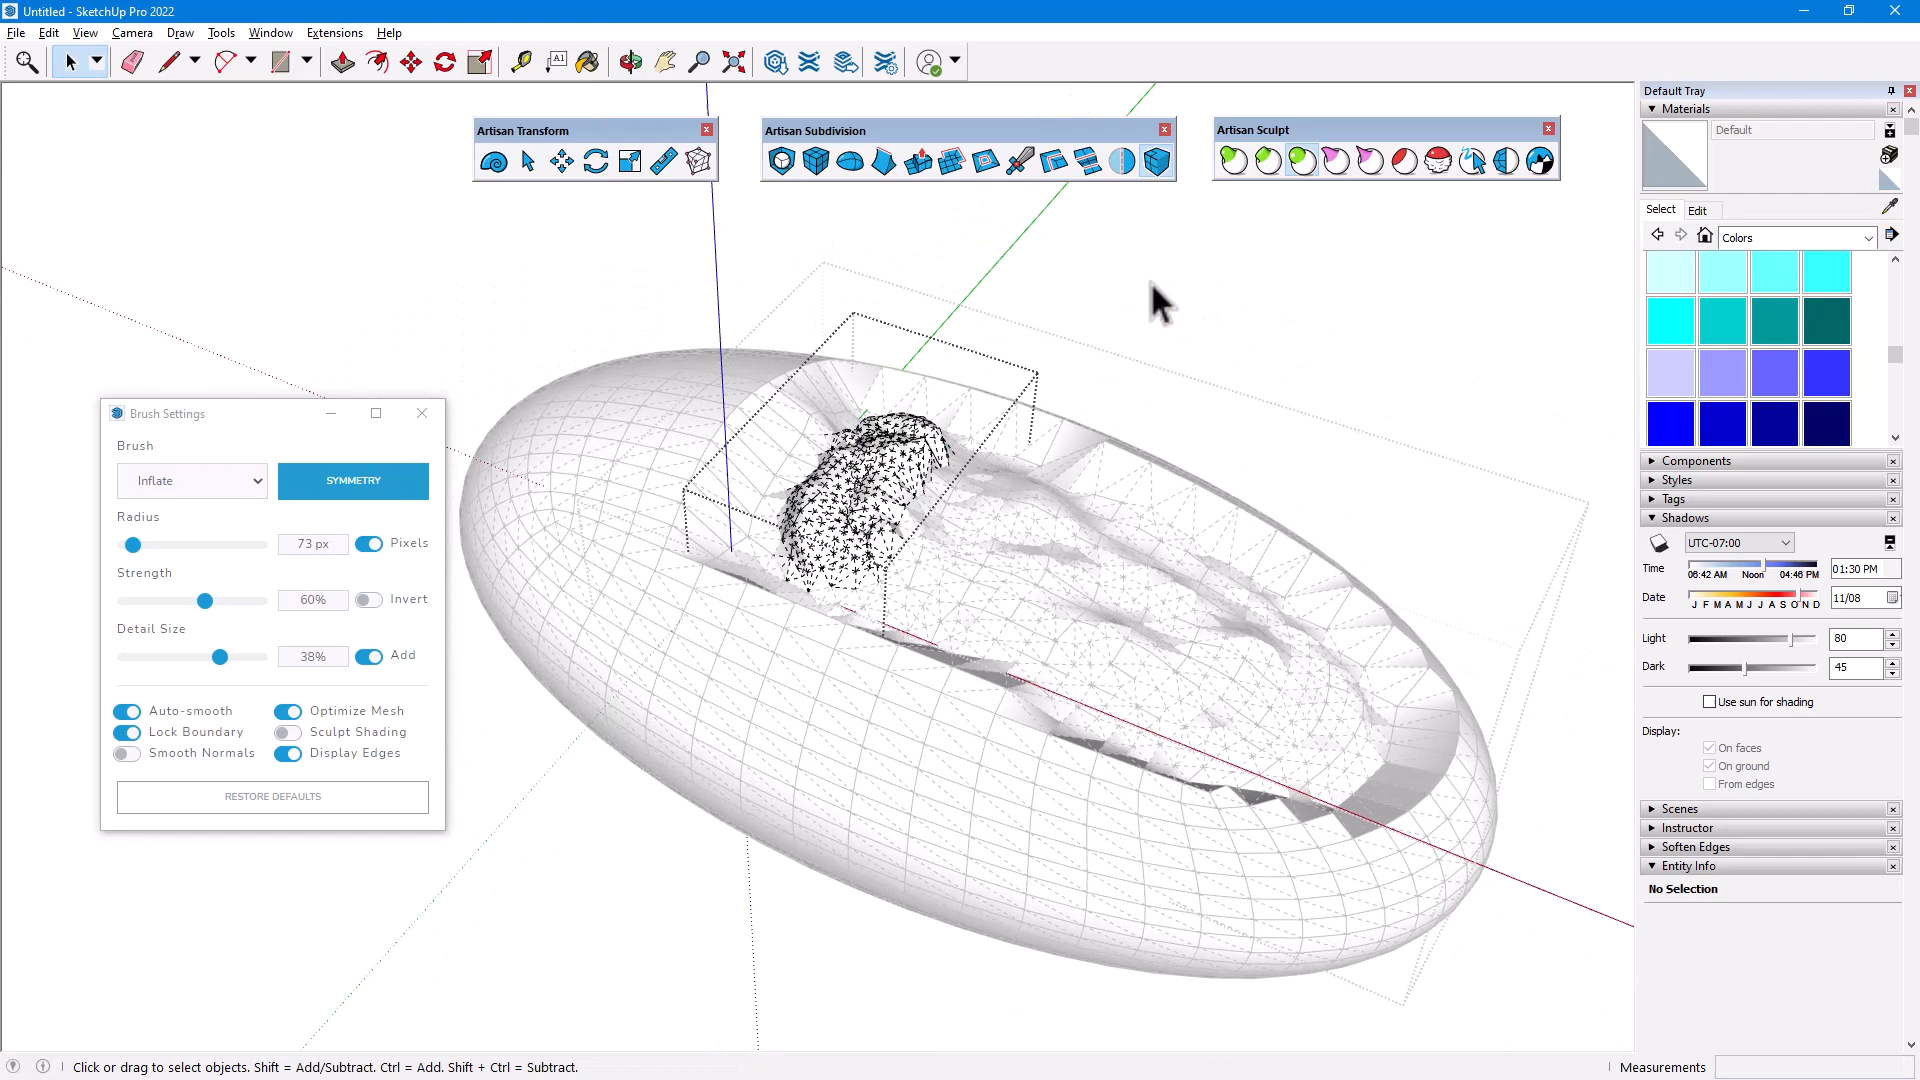 Untitled - SketchUp Pro 2022
File Edit View Camera Draw Tools Window Extensions Help
A1
Artisan Transform
Artisan Subdivision
Artisan Sculpt
Default Tray
Materials
Default
Select Edit
Colors
Components
Styles
Tags
Shadows
UTC-07:00
Time
06:42 AM Noon 04:46 PM
01:30 PM
Date
J F M A M J J A S O N D
11/08
Light
80
Dark
45
Use sun for shading
Display:
On faces
On ground
From edges
Scenes
Instructor
Soften Edges
Entity Info
No Selection
Brush Settings
Brush
Inflate
SYMMETRY
Radius
73 px
Pixels
Strength
60%
Invert
Detail Size
38%
Add
Auto-smooth
Optimize Mesh
Lock Boundary
Sculpt Shading
Smooth Normals
Display Edges
RESTORE DEFAULTS
Click or drag to select objects. Shift = Add/Subtract. Ctrl = Add. Shift + Ctrl = Subtract.
Measurements